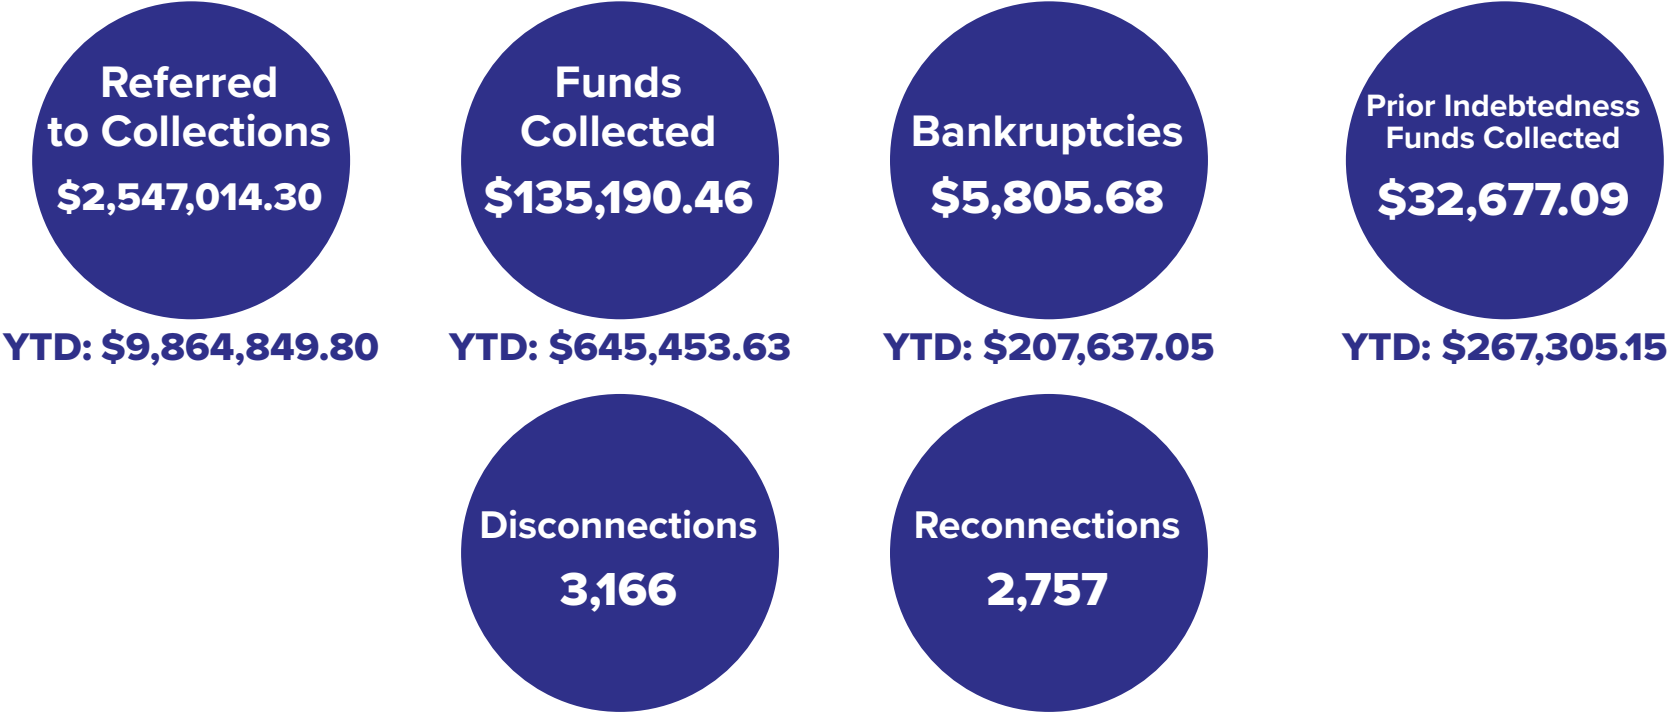 Referred
to Collections
$2,547,014.30
YTD: $9,864,849.80
Funds
Collected
$135,190.46
YTD: $645,453.63
Bankruptcies
$5,805.68
YTD: $207,637.05
Prior Indebtedness
Funds Collected
$32,677.09
YTD: $267,305.15
Disconnections
3,166
Reconnections
2,757